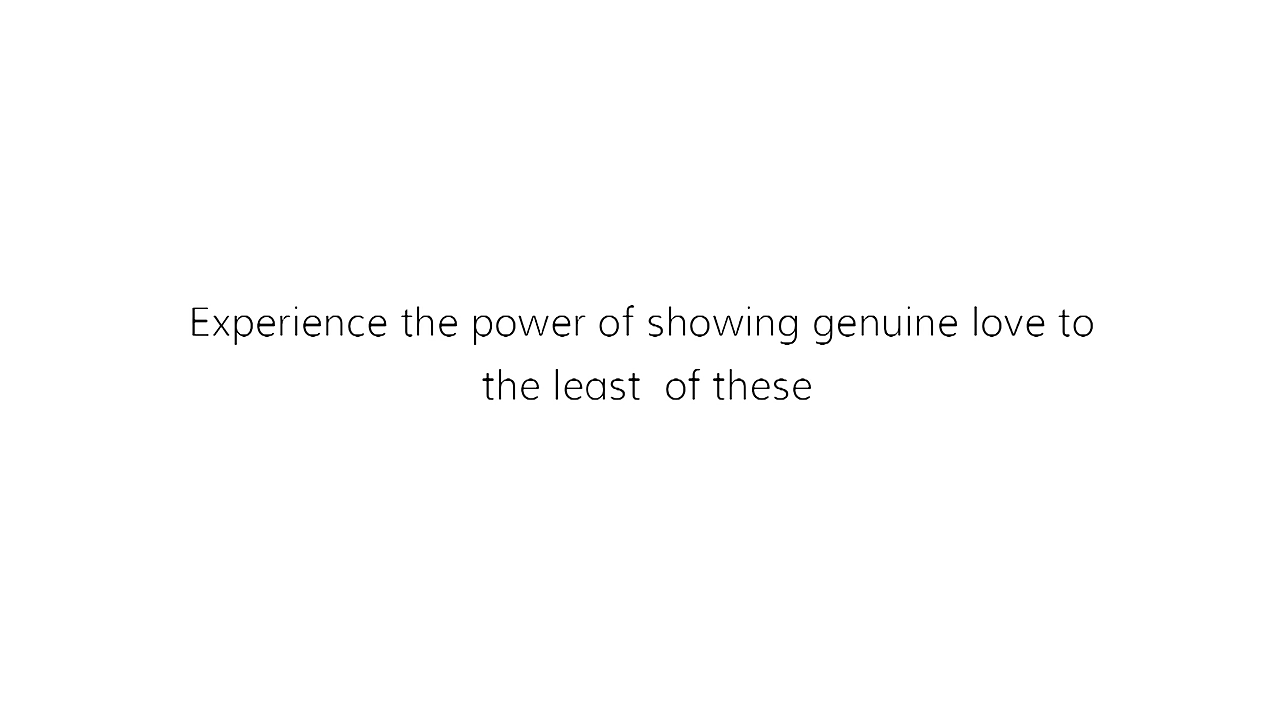 Experience the power of showing genuine love to
the least  of these